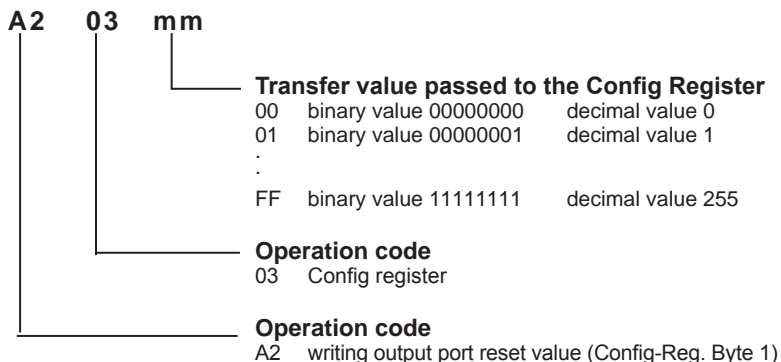 A2 03 mm
Transfer value passed to the Config Register
00 binary value 00000000 decimal value 0
01 binary value 00000001 decimal value 1
.
.
FF binary value 11111111 decimal value 255
Operation code
03 Config register
Operation code
A2 writing output port reset value (Config-Reg. Byte 1)